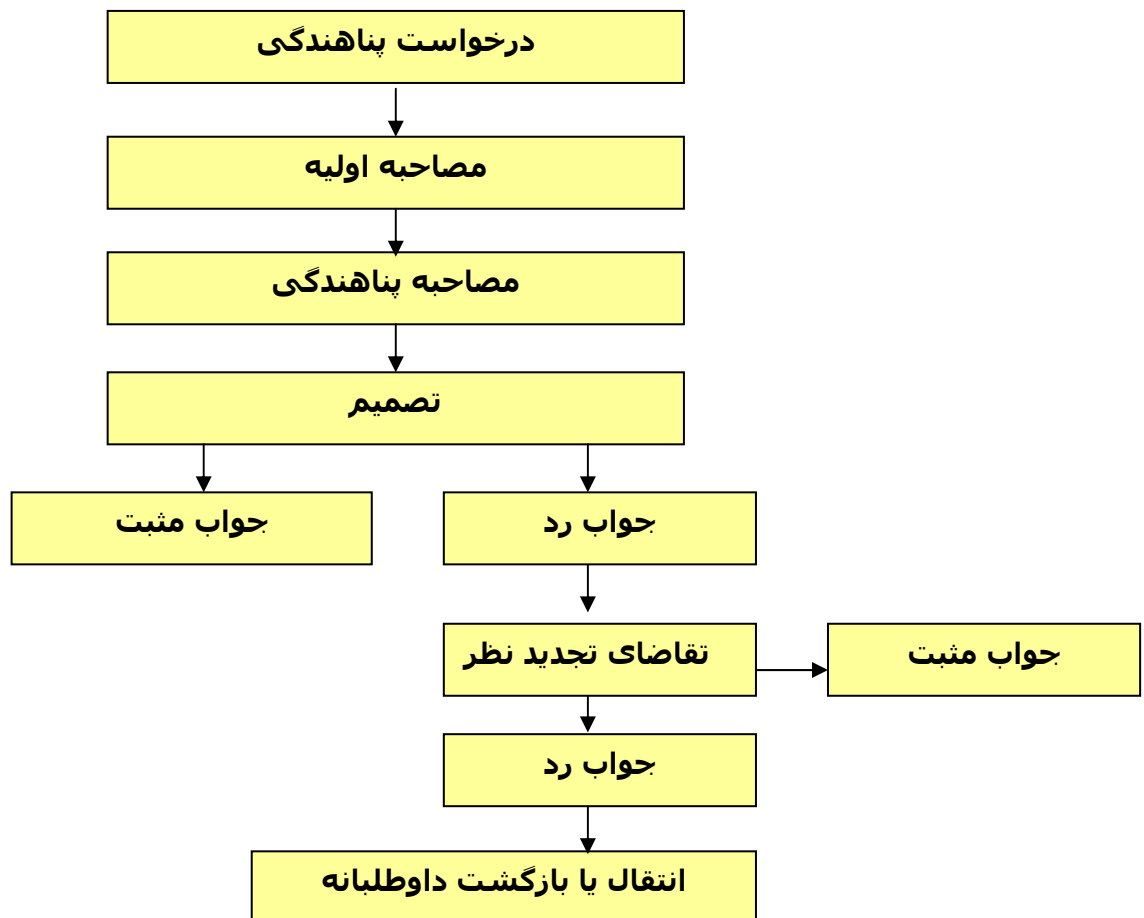 درخواست پناهندگی
مصاحبه اولیه
مصاحبه پناهندگی
تصمیم
جواب مثبت
جواب رد
تقاضای تجدید نظر
جواب مثبت
جواب رد
انتقال یا بازگشت داوطلبانه